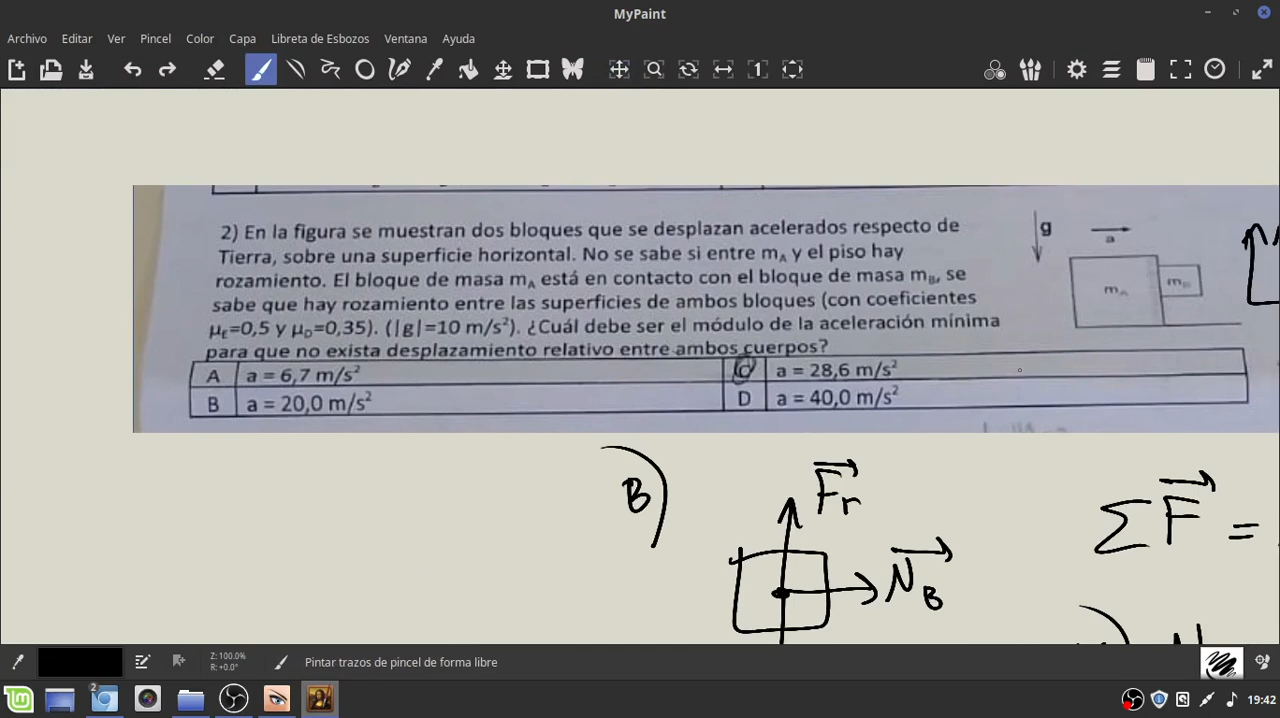 MyPaint
Archivo Editar Ver Pincel Color Capa Libreta de Esbozos Ventana Ayuda
2) En la figura se muestran dos bloques que se desplazan acelerados respecto de
Tierra, sobre una superficie horizontal. No se sabe si entre mA y el piso hay
rozamiento. El bloque de masa mA está en contacto con el bloque de masa mB, se
sabe que hay rozamiento entre las superficies de ambos bloques (con coeficientes
μE=0,5 y μD=0,35). (|g|=10 m/s²). ¿Cuál debe ser el módulo de la aceleración mínima
para que no exista desplazamiento relativo entre ambos cuerpos?
g
a
mA
mB
A a = 6,7 m/s² C a = 28,6 m/s²
B a = 20,0 m/s² D a = 40,0 m/s²
B) Fr
NB
ΣF =
N
Z: 100.0%
R: +0.0°
Pintar trazos de pincel de forma libre
2
19:42